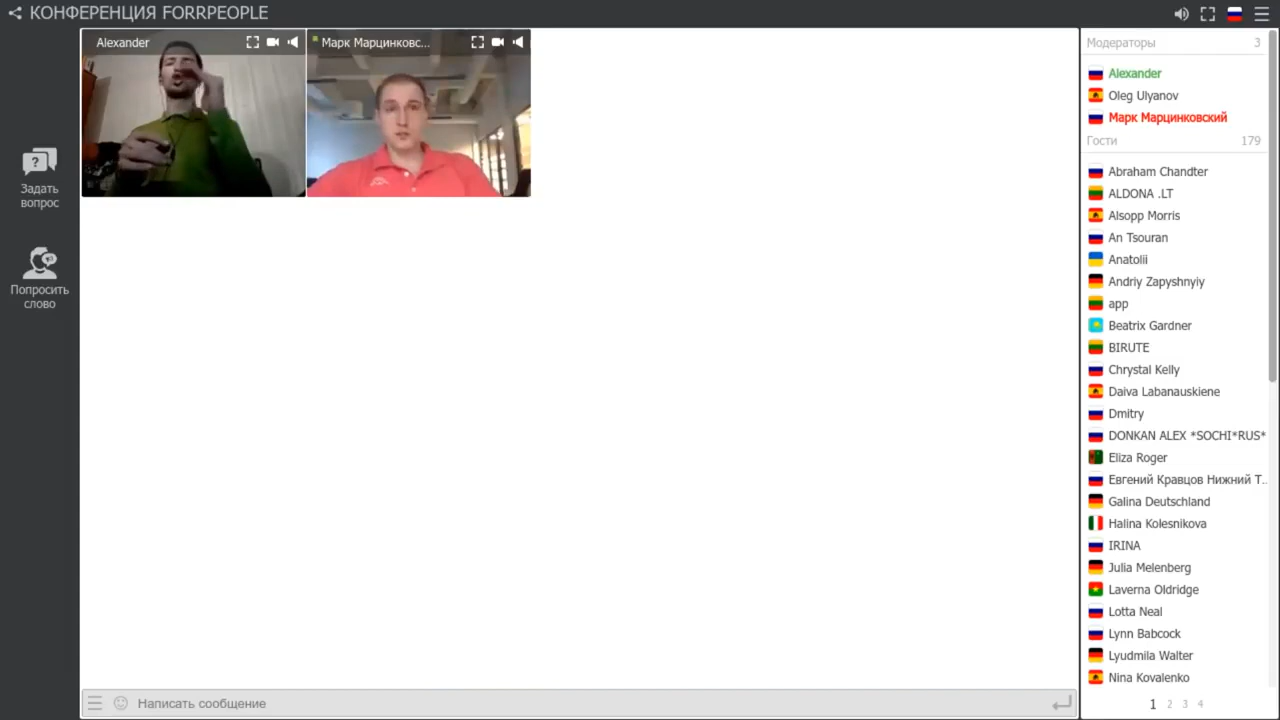 КОНФЕРЕНЦИЯ FORRPEOPLE
Alexander
Марк Марцинковс...
Задать
вопрос
Попросить
слово
Написать сообщение
Модераторы 3
Alexander
Oleg Ulyanov
Марк Марцинковский
Гости 179
Abraham Chandter
ALDONA .LT
Alsopp Morris
An Tsouran
Anatolii
Andriy Zapyshnyiy
app
Beatrix Gardner
BIRUTE
Chrystal Kelly
Daiva Labanauskiene
Dmitry
DONKAN ALEX *SOCHI*RUS*
Eliza Roger
Евгений Кравцов Нижний Т..
Galina Deutschland
Halina Kolesnikova
IRINA
Julia Melenberg
Laverna Oldridge
Lotta Neal
Lynn Babcock
Lyudmila Walter
Nina Kovalenko
1 2 3 4